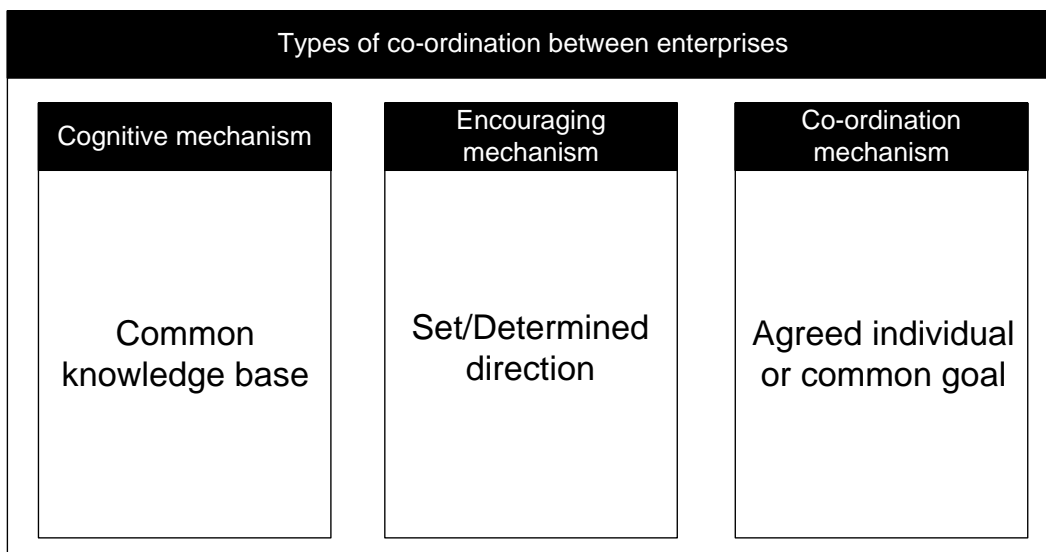 Types of co-ordination between enterprises
Cognitive mechanism
Common
knowledge base
Encouraging
mechanism
Set/Determined
direction
Co-ordination
mechanism
Agreed individual
or common goal